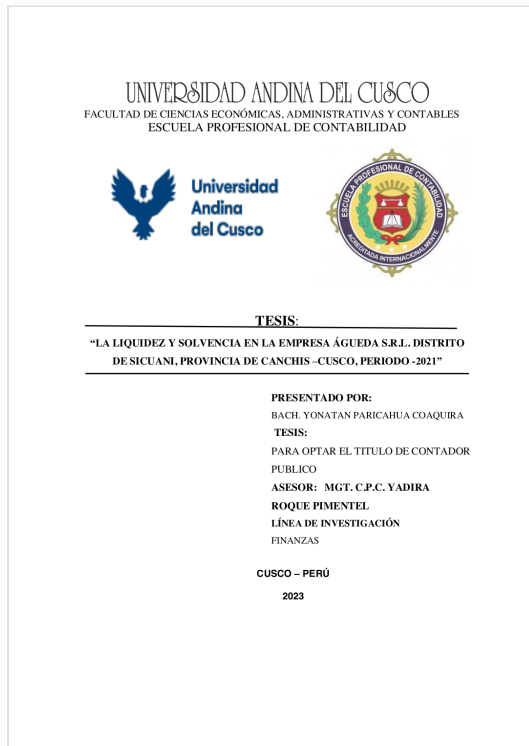 UNIVERSIDAD ANDINA DEL CUSCO
FACULTAD DE CIENCIAS ECONÓMICAS, ADMINISTRATIVAS Y CONTABLES
ESCUELA PROFESIONAL DE CONTABILIDAD
Universidad
Andina
del Cusco
ESCUELA PROFESIONAL DE CONTABILIDAD
ACREDITADA INTERNACIONALMENTE
TESIS:
“LA LIQUIDEZ Y SOLVENCIA EN LA EMPRESA ÁGUEDA S.R.L. DISTRITO
DE SICUANI, PROVINCIA DE CANCHIS –CUSCO, PERIODO -2021”
PRESENTADO POR:
BACH. YONATAN PARICAHUA COAQUIRA
TESIS:
PARA OPTAR EL TITULO DE CONTADOR
PUBLICO
ASESOR: MGT. C.P.C. YADIRA
ROQUE PIMENTEL
LÍNEA DE INVESTIGACIÓN
FINANZAS
CUSCO – PERÚ
2023